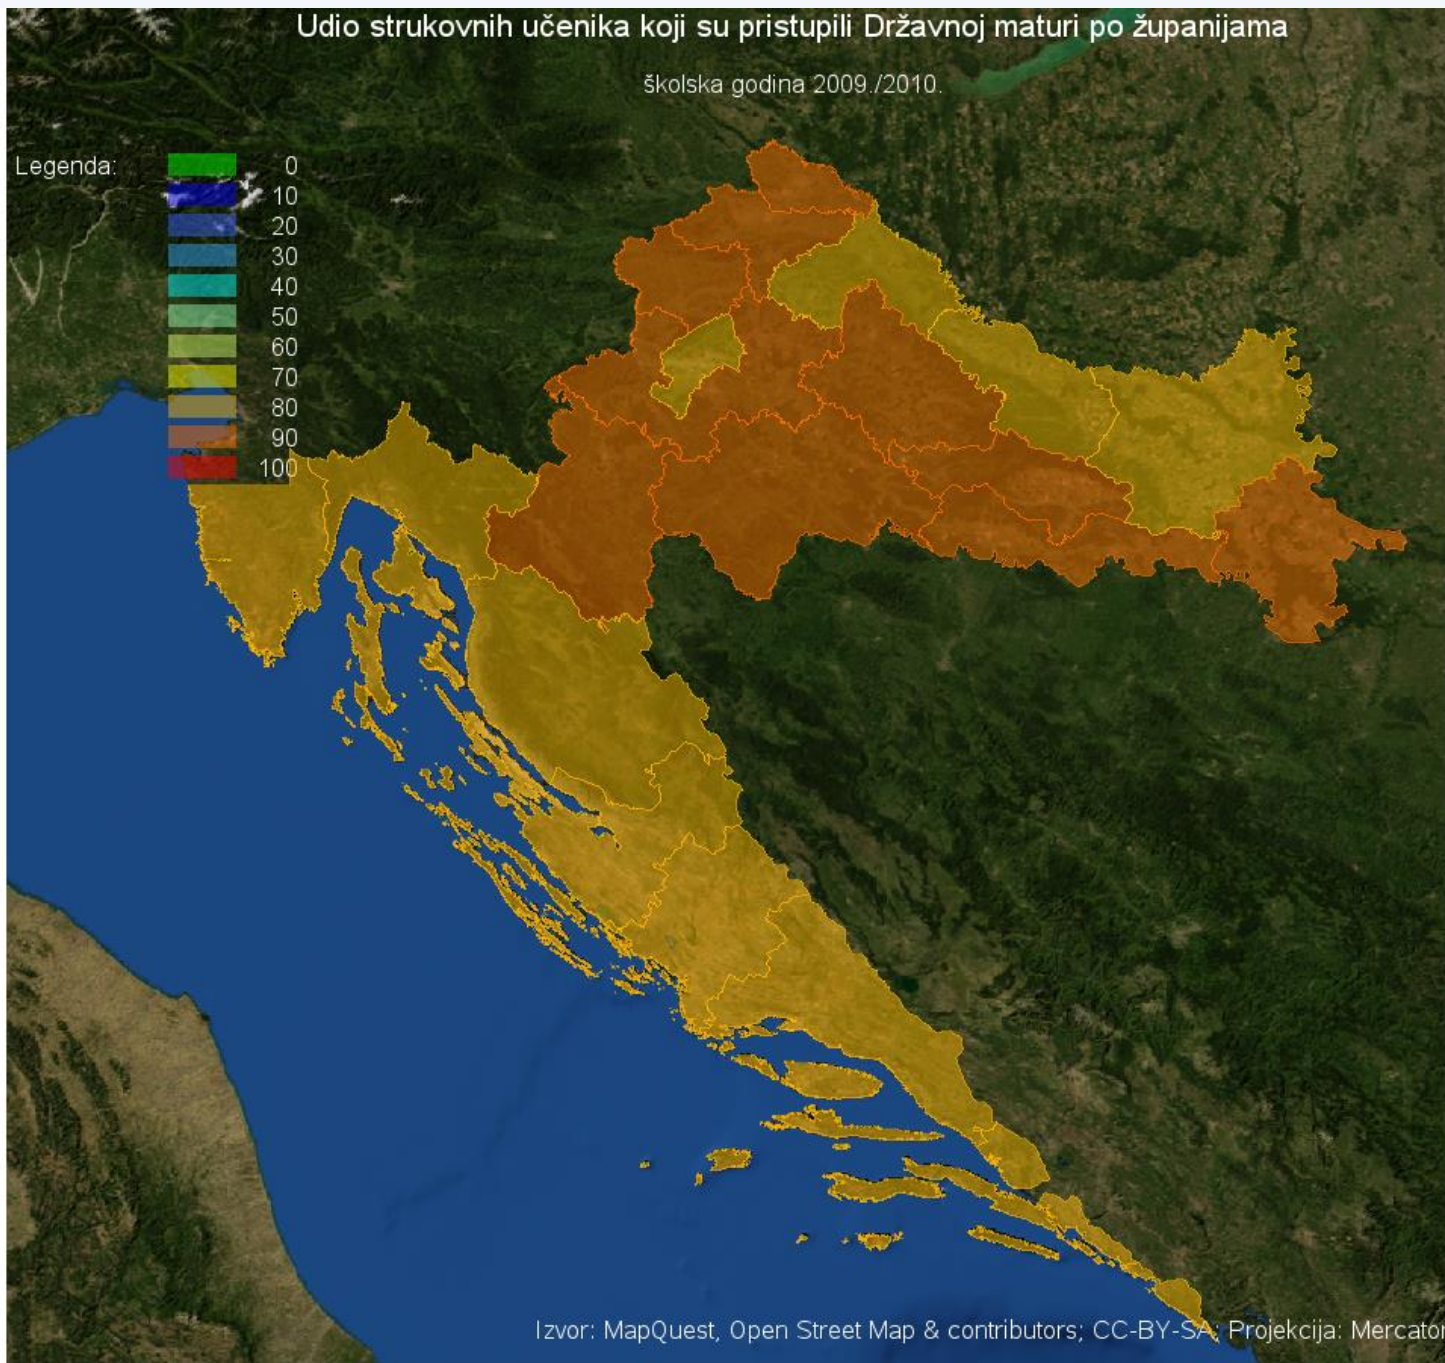 Udio strukovnih učenika koji su pristupili Državnoj maturi po županijama
školska godina 2009./2010.
Legenda:
0
10
20
30
40
50
60
70
80
90
100
Izvor: MapQuest, Open Street Map & contributors; CC-BY-SA; Projekcija: Mercator